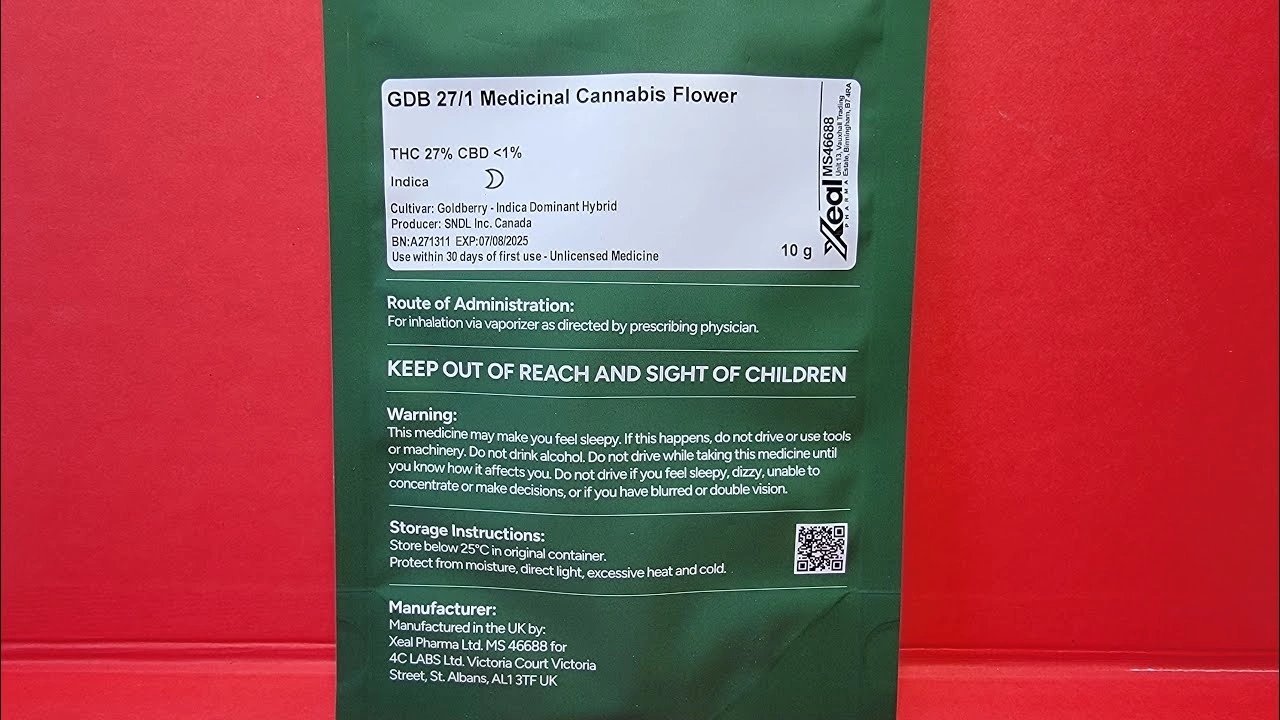 GDB 27/1 Medicinal Cannabis Flower
THC 27% CBD <1%
Indica
Cultivar: Goldberry - Indica Dominant Hybrid
Producer: SNDL Inc. Canada
BN:A271311 EXP:07/08/2025
Use within 30 days of first use - Unlicensed Medicine
10 g
Xeal
PHARMA
MS46688
Unit 13, Vauxhall Trading
Estate, Birmingham, B7 4RA
Route of Administration:
For inhalation via vaporizer as directed by prescribing physician.
KEEP OUT OF REACH AND SIGHT OF CHILDREN
Warning:
This medicine may make you feel sleepy. If this happens, do not drive or use tools
or machinery. Do not drink alcohol. Do not drive while taking this medicine until
you know how it affects you. Do not drive if you feel sleepy, dizzy, unable to
concentrate or make decisions, or if you have blurred or double vision.
Storage Instructions:
Store below 25°C in original container.
Protect from moisture, direct light, excessive heat and cold.
Manufacturer:
Manufactured in the UK by:
Xeal Pharma Ltd. MS 46688 for
4C LABS Ltd. Victoria Court Victoria
Street, St. Albans, AL1 3TF UK